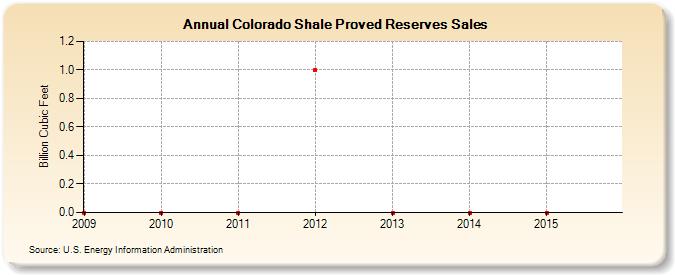 Annual Colorado Shale Proved Reserves Sales
Billion Cubic Feet
1.2
1.0
0.8
0.6
0.4
0.2
0.0
2009 2010 2011 2012 2013 2014 2015
Source: U.S. Energy Information Administration